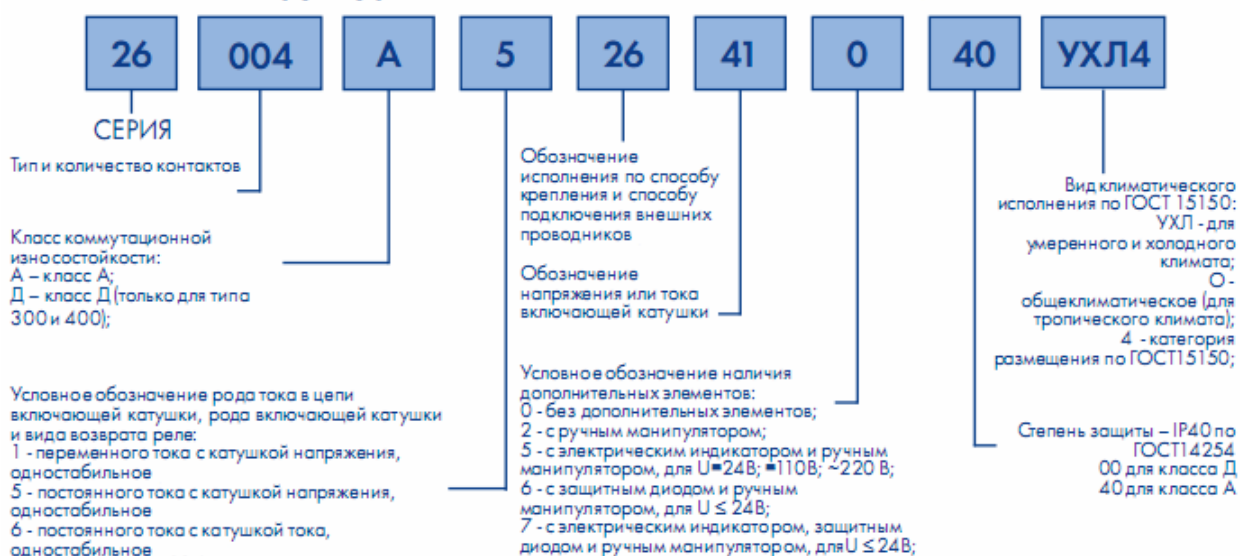 26 004 А 5 26 41 0 40 УХЛ4
СЕРИЯ
Тип и количество контактов
Класс коммутационной
износостойкости:
А – класс А;
Д – класс Д (только для типа
300 и 400);
Условное обозначение рода тока в цепи
включающей катушки, рода включающей катушки
и вида возврата реле:
1 - переменного тока с катушкой напряжения,
одностабильное
5 - постоянного тока с катушкой напряжения,
одностабильное
6 - постоянного тока с катушкой тока,
одностабильное
Обозначение
исполнения по способу
крепления и способу
подключения внешних
проводников
Обозначение
напряжения или тока
включающей катушки
Условное обозначение наличия
дополнительных элементов:
0 - без дополнительных элементов;
2 - с ручным манипулятором;
5 - с электрическим индикатором и ручным
манипулятором, для U=24В; =110В; ~220 В;
6 - с защитным диодом и ручным
манипулятором, для U ≤ 24В;
7 - с электрическим индикатором, защитным
диодом и ручным манипулятором, для U ≤ 24В;
Вид климатического
исполнения по ГОСТ 15150:
УХЛ - для
умеренного и холодного
климата;
О -
общеклиматическое (для
тропического климата);
4 - категория
размещения по ГОСТ15150;
Степень защиты – IP40 по
ГОСТ14254
00 для класса Д
40 для класса А